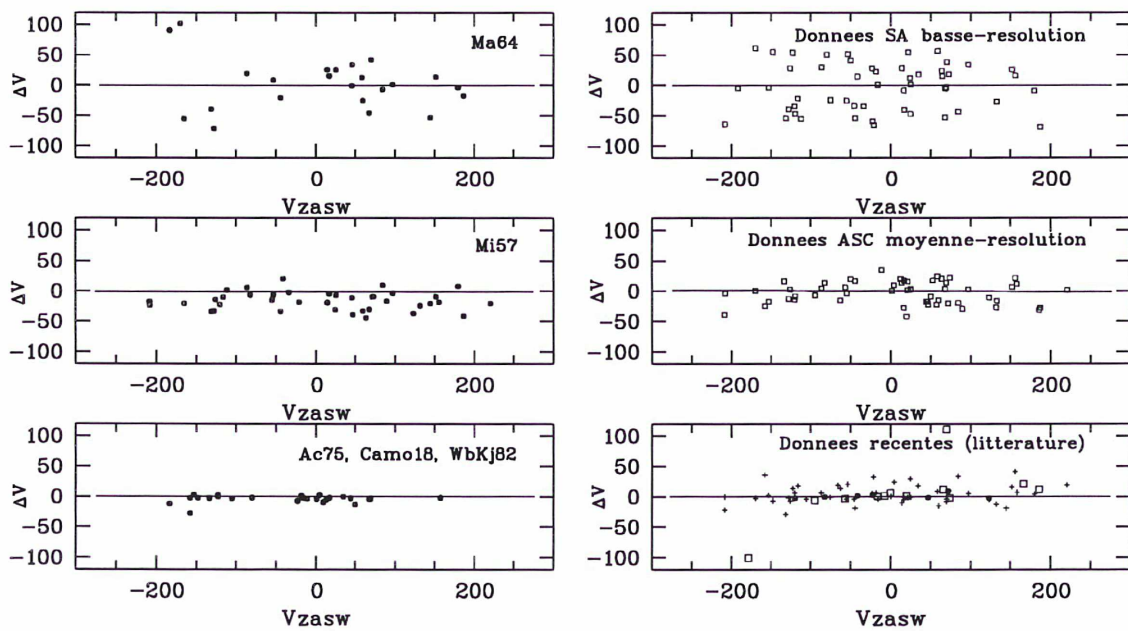 100
50
0
−50
−100
ΔV
Ma64
−200
0
200
Vzasw
100
50
0
−50
−100
ΔV
Donnees SA basse-resolution
−200
0
200
Vzasw
100
50
0
−50
−100
ΔV
Mi57
−200
0
200
Vzasw
100
50
0
−50
−100
ΔV
Donnees ASC moyenne-resolution
−200
0
200
Vzasw
100
50
0
−50
−100
ΔV
Ac75, Camo18, WbKj82
−200
0
200
Vzasw
100
50
0
−50
−100
ΔV
Donnees recentes (litterature)
−200
0
200
Vzasw